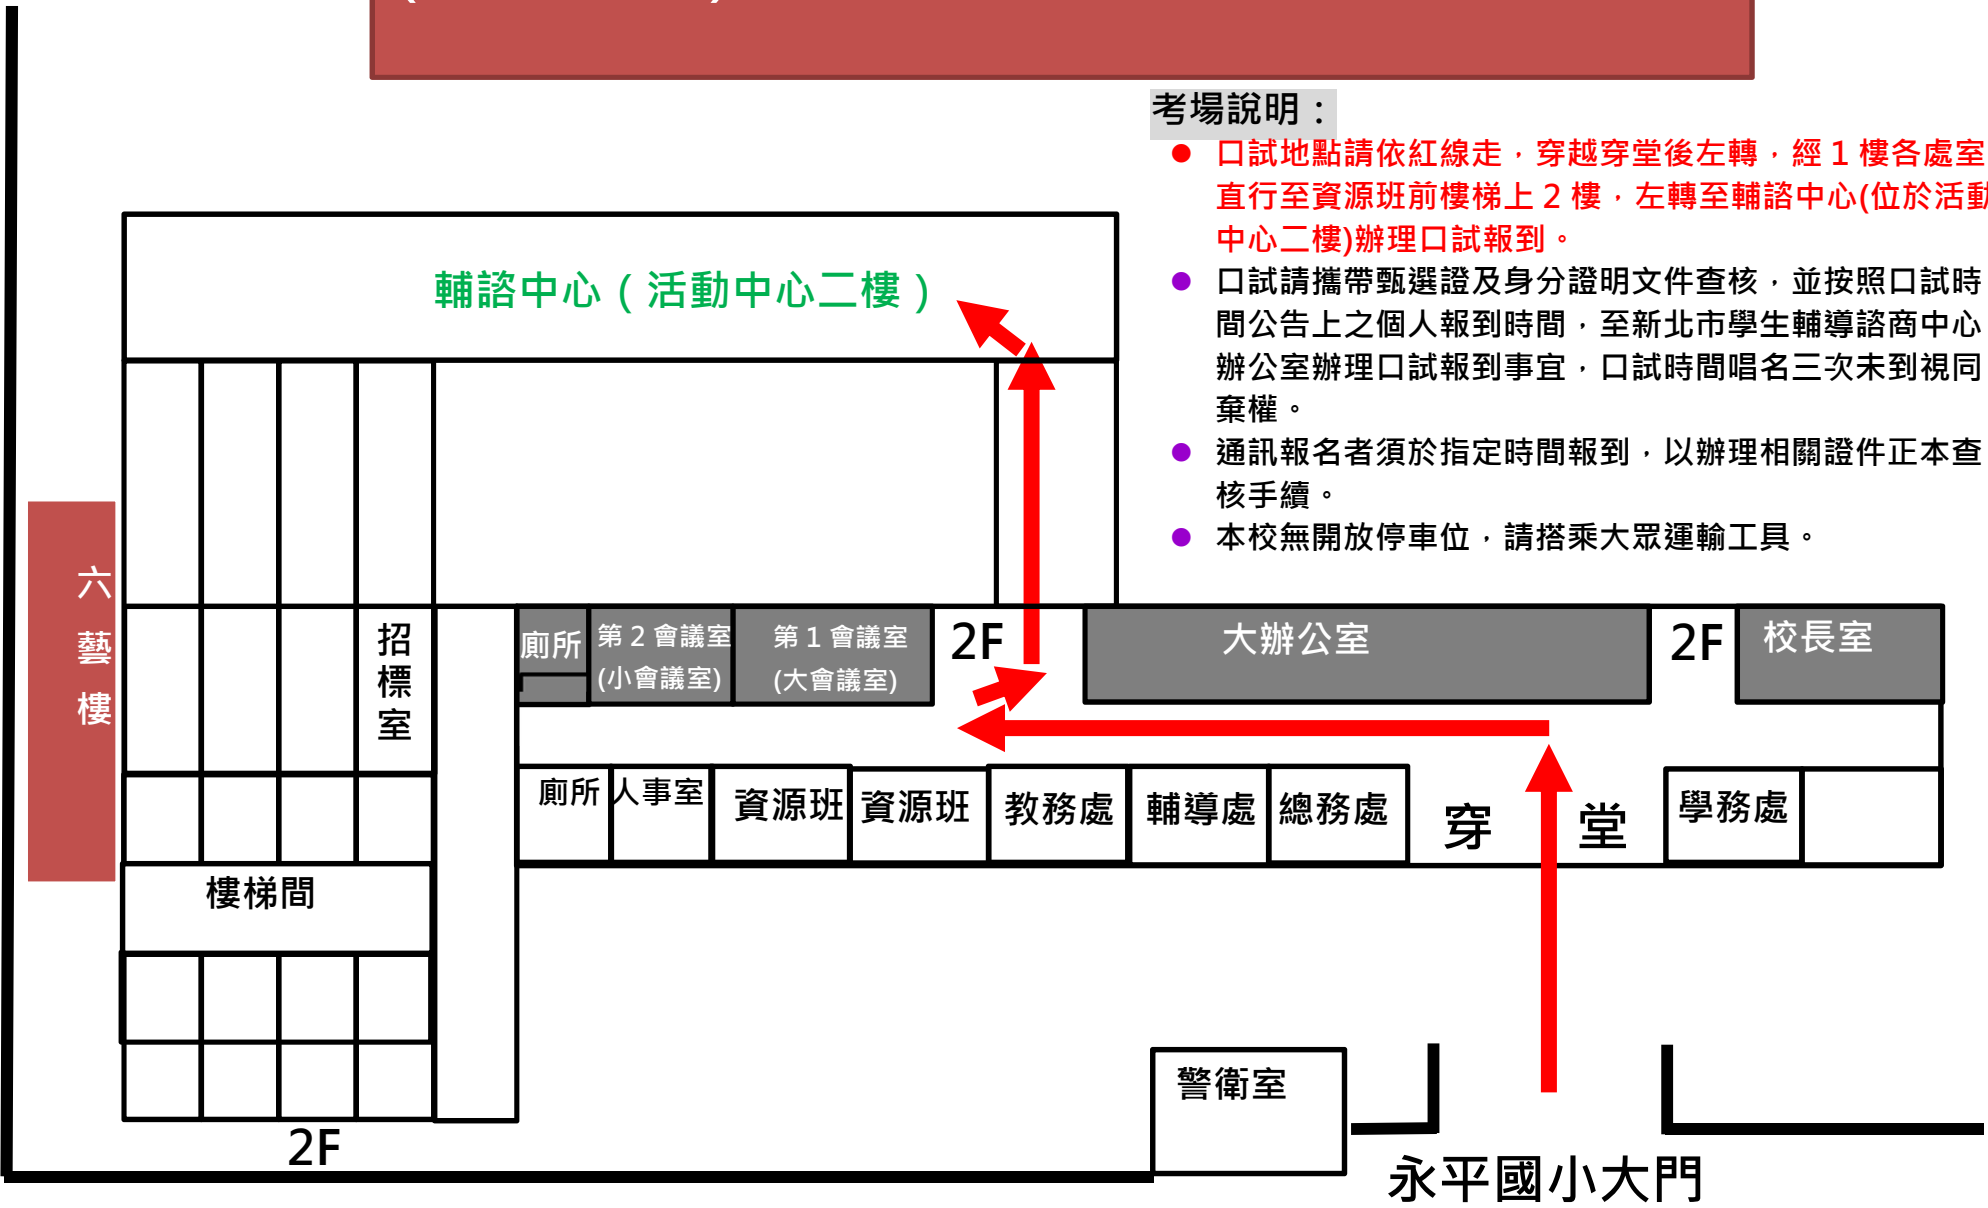 考場說明：
口試地點請依紅線走，穿越穿堂後左轉，經1樓各處室
直行至資源班前樓梯上2樓，左轉至輔諮中心(位於活動
中心二樓)辦理口試報到。
口試請攜帶甄選證及身分證明文件查核，並按照口試時
間公告上之個人報到時間，至新北市學生輔導諮商中心
辦公室辦理口試報到事宜，口試時間唱名三次未到視同
棄權。
通訊報名者須於指定時間報到，以辦理相關證件正本查
核手續。
本校無開放停車位，請搭乘大眾運輸工具。
輔諮中心（活動中心二樓）
六藝樓
招標室
廁所
第2會議室
(小會議室)
第1會議室
(大會議室)
2F
大辦公室
2F
校長室
廁所
人事室
資源班
資源班
教務處
輔導處
總務處
穿堂
學務處
樓梯間
2F
警衛室
永平國小大門